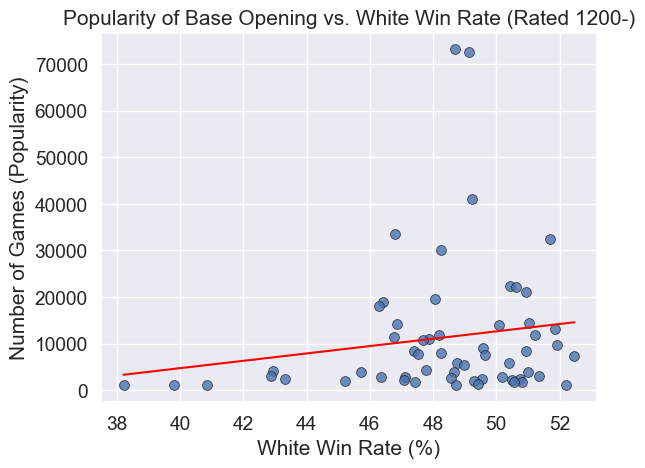 Popularity of Base Opening vs. White Win Rate (Rated 1200-)
70000
60000
50000
40000
30000
20000
10000
0
Number of Games (Popularity)
38 40 42 44 46 48 50 52
White Win Rate (%)